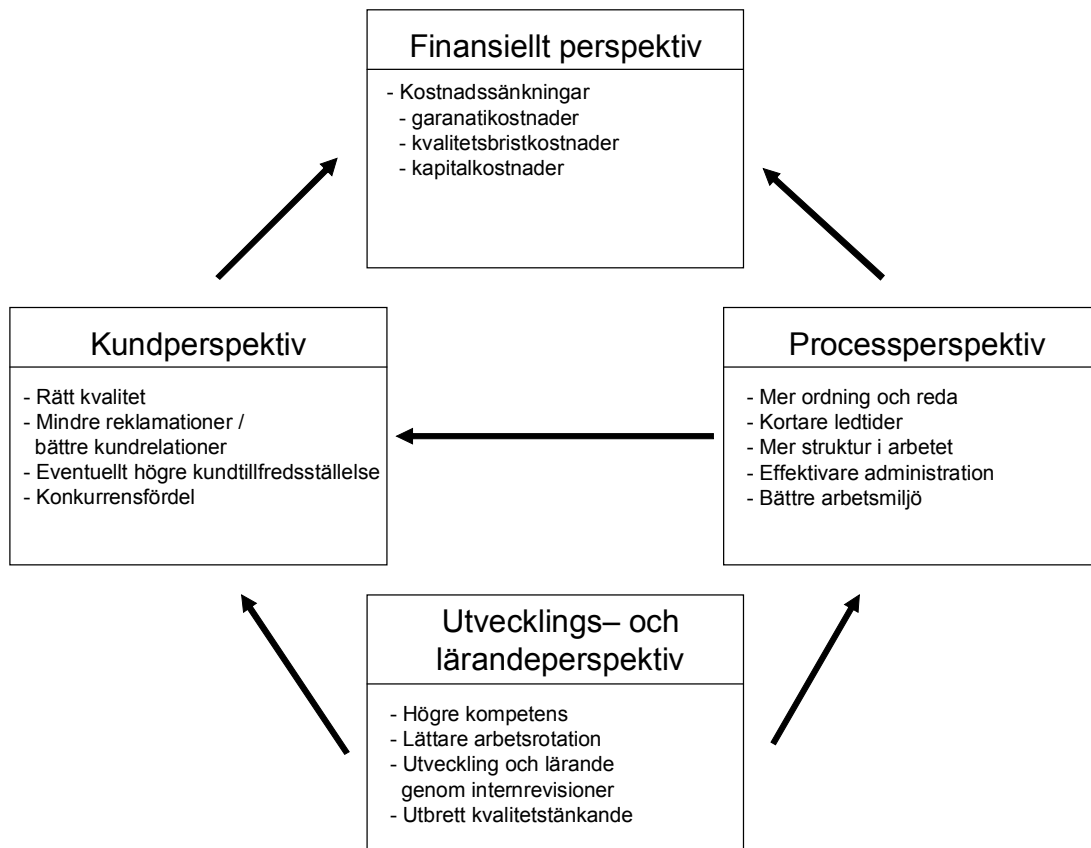 Finansiellt perspektiv
- Kostnadssänkningar
- garanatikostnader
- kvalitetsbristkostnader
- kapitalkostnader
Kundperspektiv
- Rätt kvalitet
- Mindre reklamationer /
bättre kundrelationer
- Eventuellt högre kundtillfredsställelse
- Konkurrensfördel
Processperspektiv
- Mer ordning och reda
- Kortare ledtider
- Mer struktur i arbetet
- Effektivare administration
- Bättre arbetsmiljö
Utvecklings– och
lärandeperspektiv
- Högre kompetens
- Lättare arbetsrotation
- Utveckling och lärande
genom internrevisioner
- Utbrett kvalitetstänkande